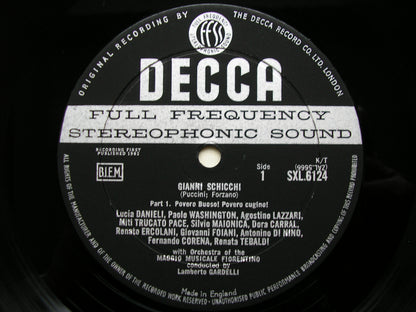 ORIGINAL RECORDING BY THE DECCA RECORD CO. LTD. LONDON
FFSS
DECCA
FULL FREQUENCY
STEREOPHONIC SOUND
RECORDING FIRST
PUBLISHED 1962
B.I.E.M.
Side
1
K/T
(ZAL.5666)
SXL.6124
GIANNI SCHICCHI
(Puccini; Forzano)
Part 1. Povero Buoso! Povero cugino!
Lucia DANIELI, Paolo WASHINGTON, Agostino LAZZARI,
Miti TRUCATO PACE, Silvio MAIONICA, Dora CARRAL,
Renato ERCOLANI, Giovanni FOIANI, Antonino DI NINO,
Fernando CORENA, Renata TEBALDI
with Orchestra of the
MAGGIO MUSICALE FIORENTINO
conducted by
Lamberto GARDELLI
Made in England
ALL RIGHTS OF THE MANUFACTURER AND OF THE OWNER OF THE RECORDED WORK RESERVED - UNAUTHORISED PUBLIC PERFORMANCE BROADCASTING AND COPYING OF THIS RECORD PROHIBITED